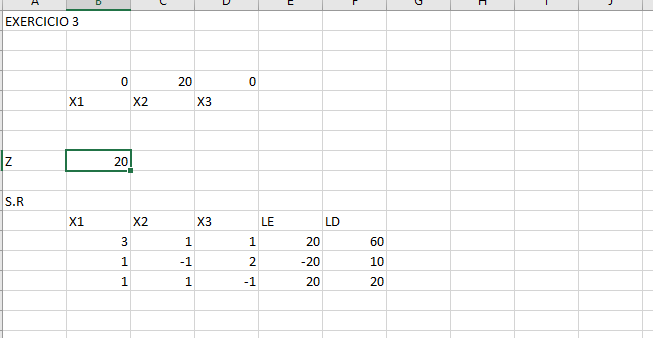 A B C D E F G H I J
EXERCICIO 3
0 20 0
X1 X2 X3
Z 20
S.R
X1 X2 X3 LE LD
3 1 1 20 60
1 -1 2 -20 10
1 1 -1 20 20